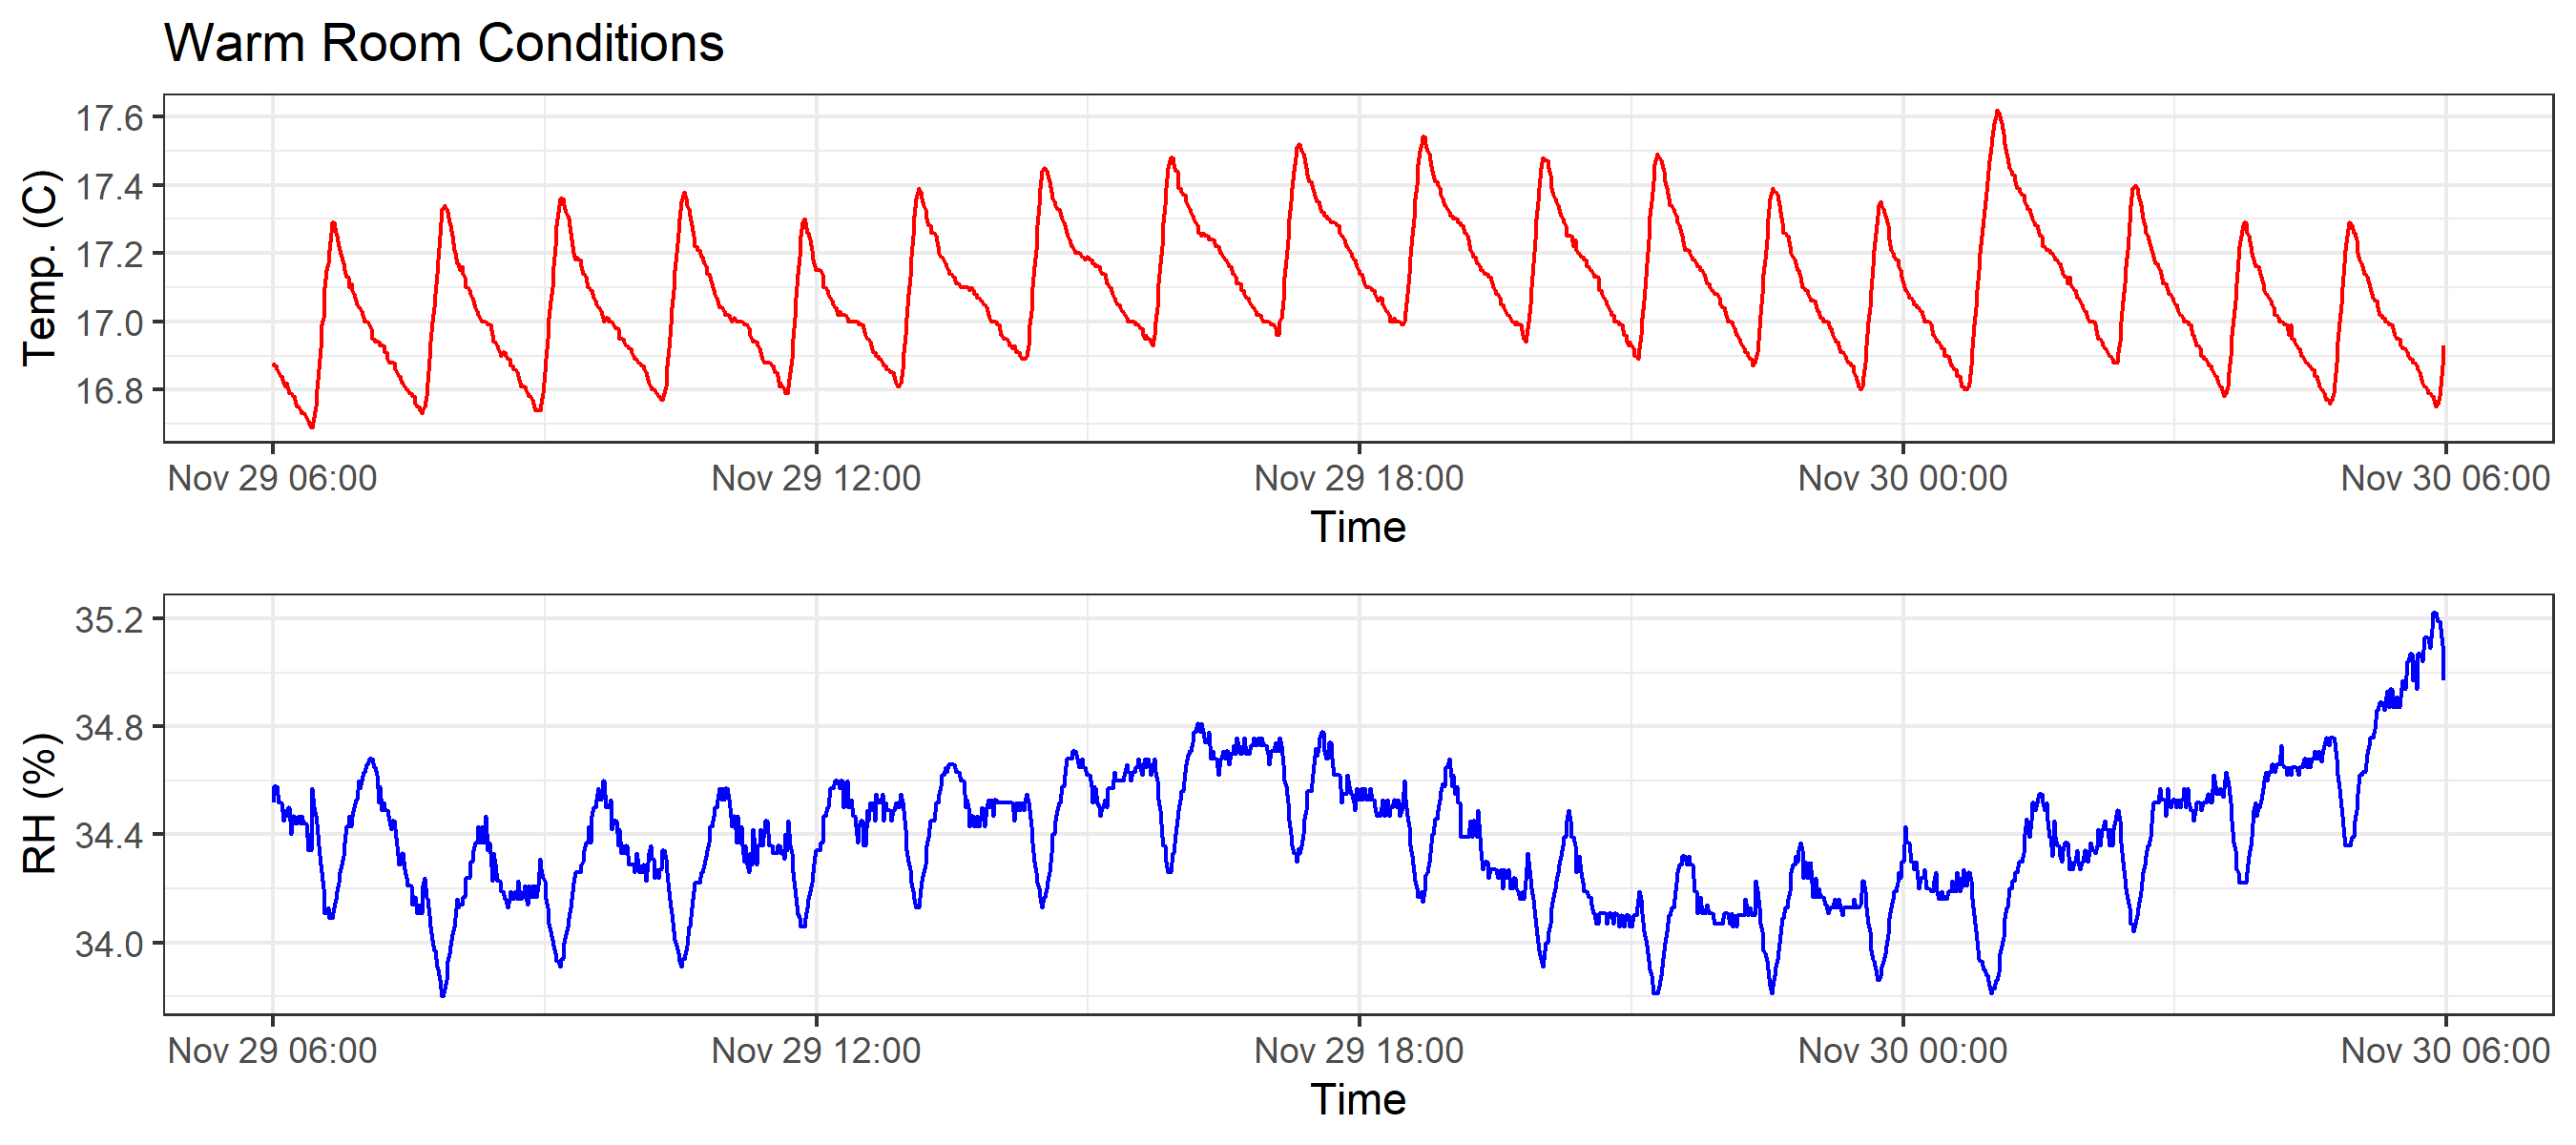 Warm Room Conditions
17.6
17.4
17.2
17.0
16.8
Temp. (C)
Nov 29 06:00 Nov 29 12:00 Nov 29 18:00 Nov 30 00:00 Nov 30 06:00
Time
35.2
34.8
34.4
34.0
RH (%)
Nov 29 06:00 Nov 29 12:00 Nov 29 18:00 Nov 30 00:00 Nov 30 06:00
Time